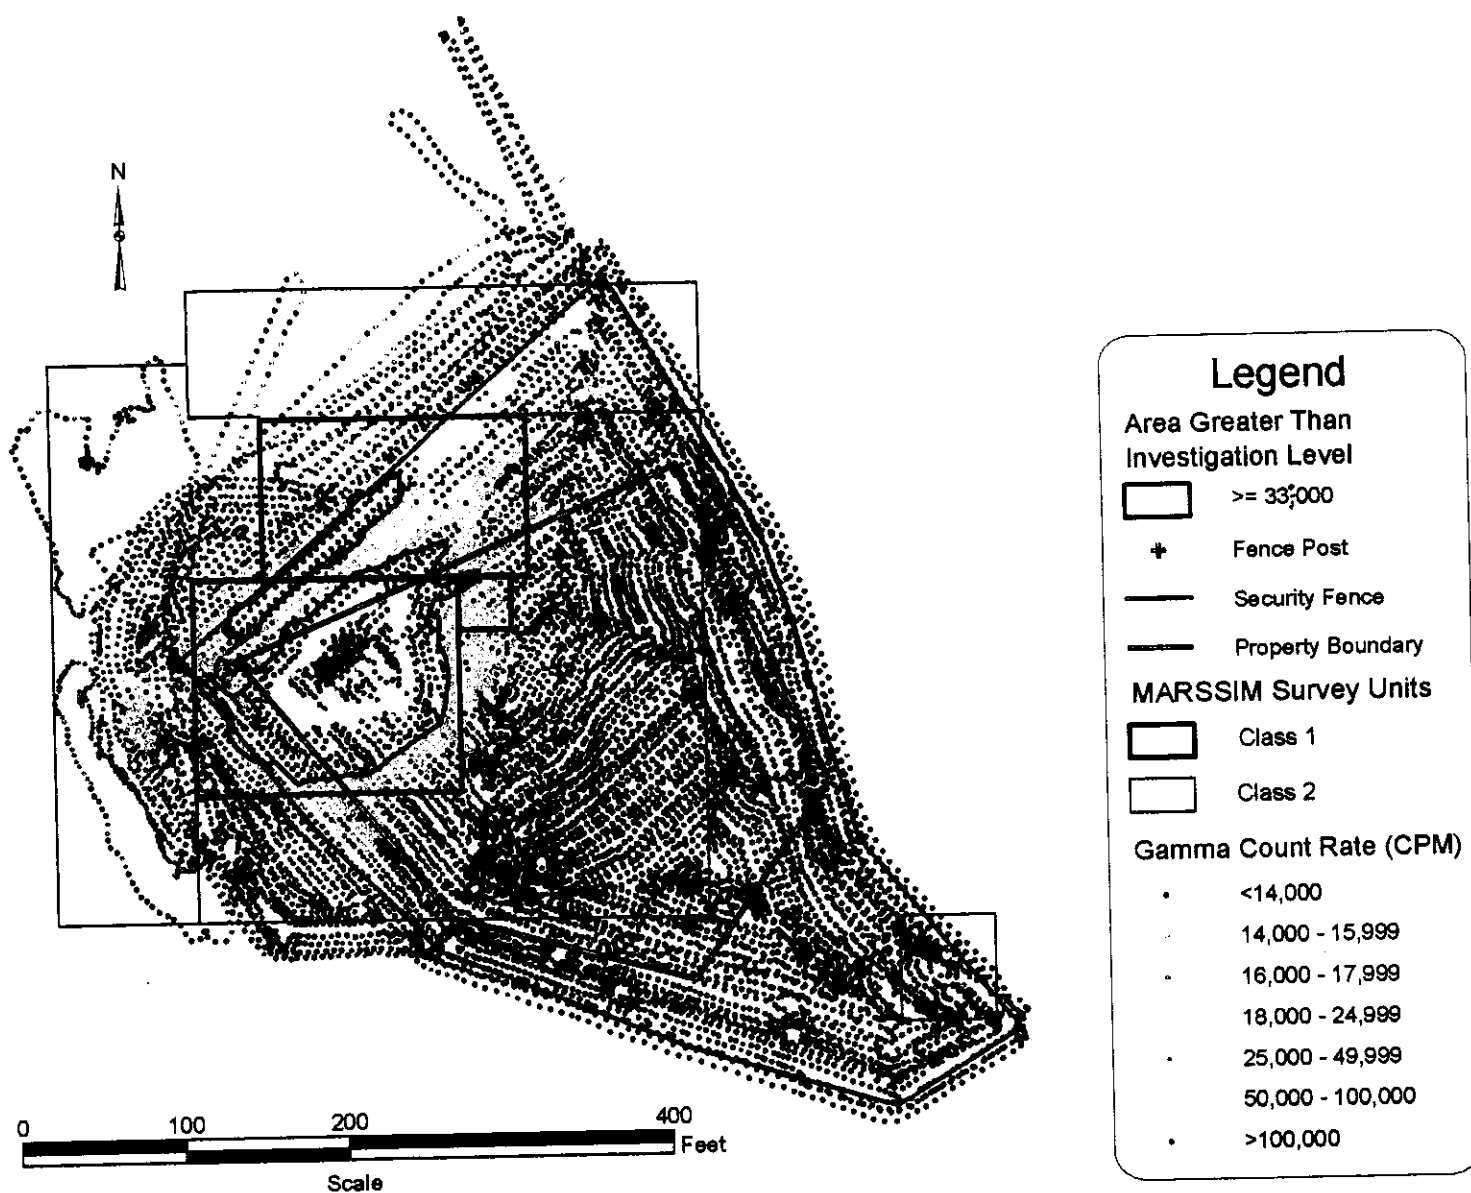 N
Legend
Area Greater Than
Investigation Level
>= 33,000
Fence Post
Security Fence
Property Boundary
MARSSIM Survey Units
Class 1
Class 2
Gamma Count Rate (CPM)
<14,000
14,000 - 15,999
16,000 - 17,999
18,000 - 24,999
25,000 - 49,999
50,000 - 100,000
>100,000
0 100 200 400
Feet
Scale